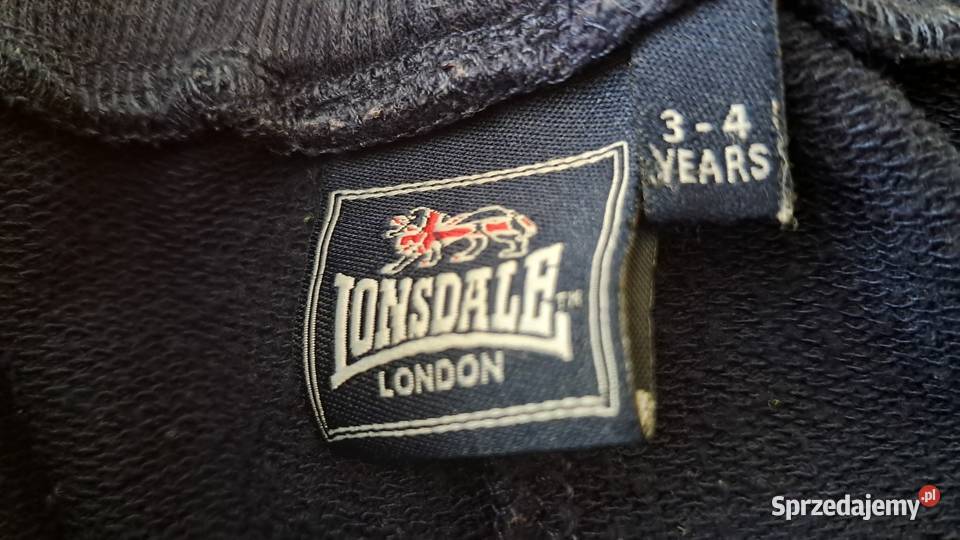 3 - 4
YEARS
LONSDALE™
LONDON
Sprzedajemy.pl